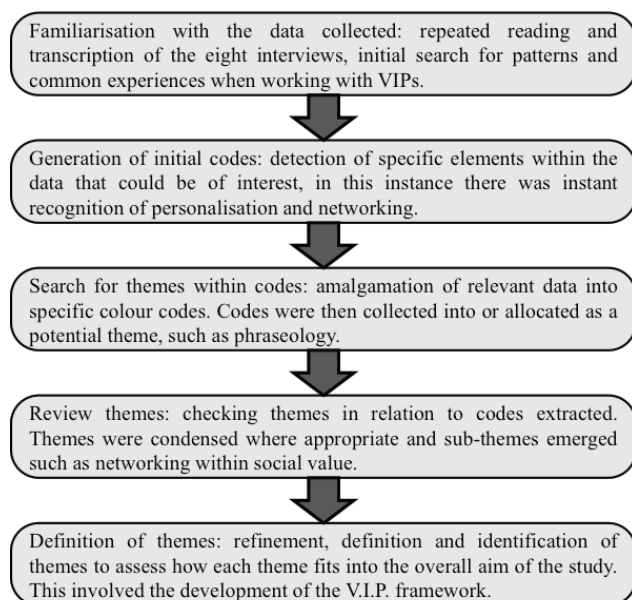 Familiarisation with the data collected: repeated reading and
transcription of the eight interviews, initial search for patterns and
common experiences when working with VIPs.
Generation of initial codes: detection of specific elements within the
data that could be of interest, in this instance there was instant
recognition of personalisation and networking.
Search for themes within codes: amalgamation of relevant data into
specific colour codes. Codes were then collected into or allocated as a
potential theme, such as phraseology.
Review themes: checking themes in relation to codes extracted.
Themes were condensed where appropriate and sub-themes emerged
such as networking within social value.
Definition of themes: refinement, definition and identification of
themes to assess how each theme fits into the overall aim of the study.
This involved the development of the V.I.P. framework.